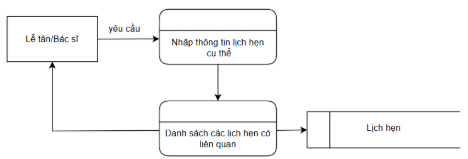 Lễ tân/Bác sĩ
yêu cầu
Nhập thông tin lịch hẹn
cụ thể
Danh sách các lịch hẹn có
liên quan
Lịch hẹn